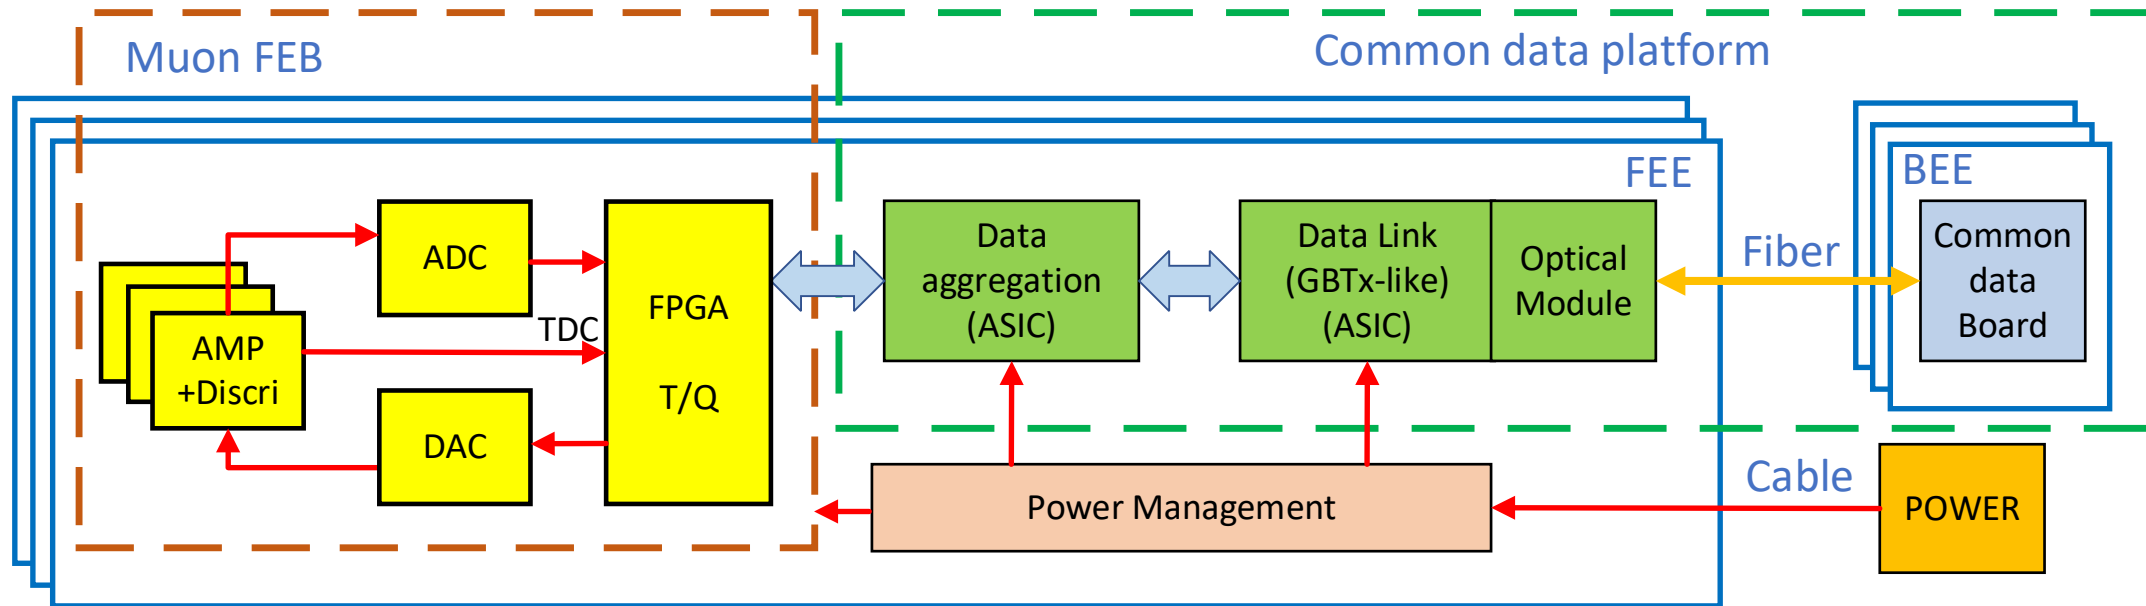 Muon FEB
Common data platform
FEE
BEE
ADC
AMP
+Discri
TDC
DAC
FPGA
T/Q
Data
aggregation
(ASIC)
Data Link
(GBTx-like)
(ASIC)
Optical
Module
Fiber
Common
data
Board
Power Management
Cable
POWER